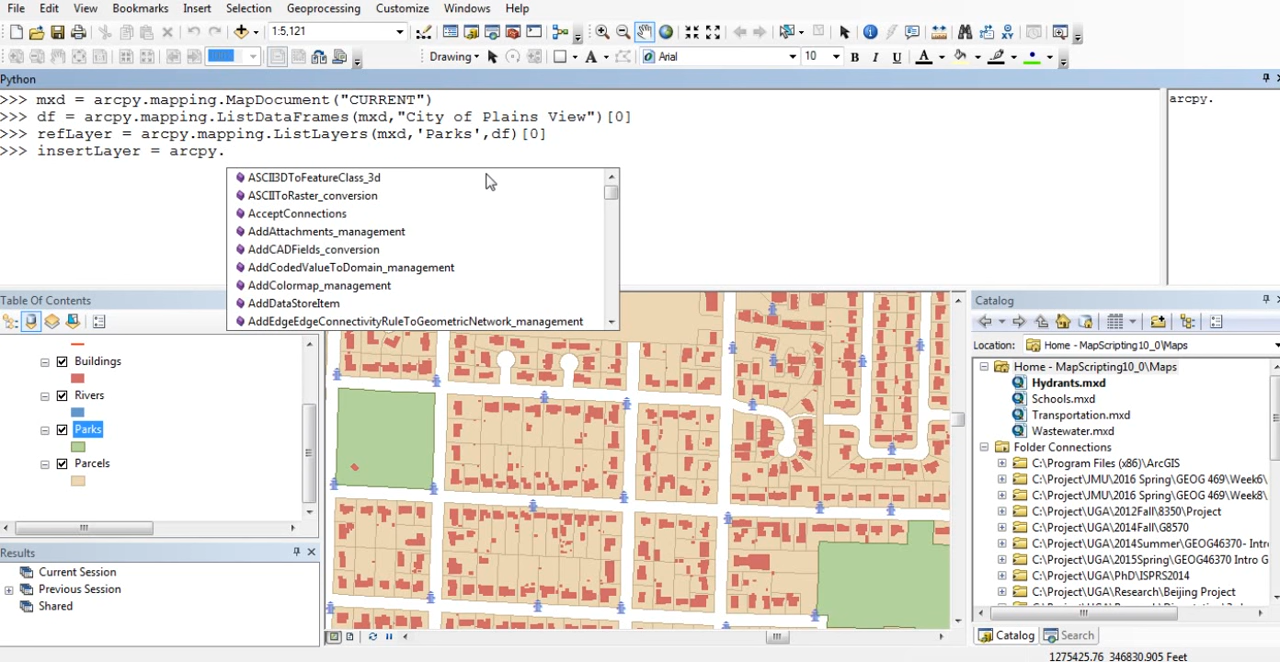 File Edit View Bookmarks Insert Selection Geoprocessing Customize Windows Help
1:5,121
Drawing Arial 10 B I U A
Python
>>> mxd = arcpy.mapping.MapDocument("CURRENT")
>>> df = arcpy.mapping.ListDataFrames(mxd,"City of Plains View")[0]
>>> refLayer = arcpy.mapping.ListLayers(mxd,'Parks',df)[0]
>>> insertLayer = arcpy.
arcpy.
ASCII3DToFeatureClass_3d
ASCIIToRaster_conversion
AcceptConnections
AddAttachments_management
AddCADFields_conversion
AddCodedValueToDomain_management
AddColormap_management
AddDataStoreItem
AddEdgeEdgeConnectivityRuleToGeometricNetwork_management
Table Of Contents
Buildings
Rivers
Parks
Parcels
Results
Current Session
Previous Session
Shared
Catalog
Location: Home - MapScripting10_0\Maps
Home - MapScripting10_0\Maps
Hydrants.mxd
Schools.mxd
Transportation.mxd
Wastewater.mxd
Folder Connections
C:\Program Files (x86)\ArcGIS
C:\Project\JMU\2016 Spring\GEOG 469\Week6\
C:\Project\JMU\2016 Spring\GEOG 469\Week8\
C:\Project\UGA\2012Fall\8350\Project
C:\Project\UGA\2014Fall\G8570
C:\Project\UGA\2014Summer\GEOG46370- Intro
C:\Project\UGA\2015Spring\GEOG46370 Intro G
C:\Project\UGA\PhD\ISPRS2014
C:\Project\UGA\Research\Beijing Project
Catalog Search
1275425.76 346830.905 Feet